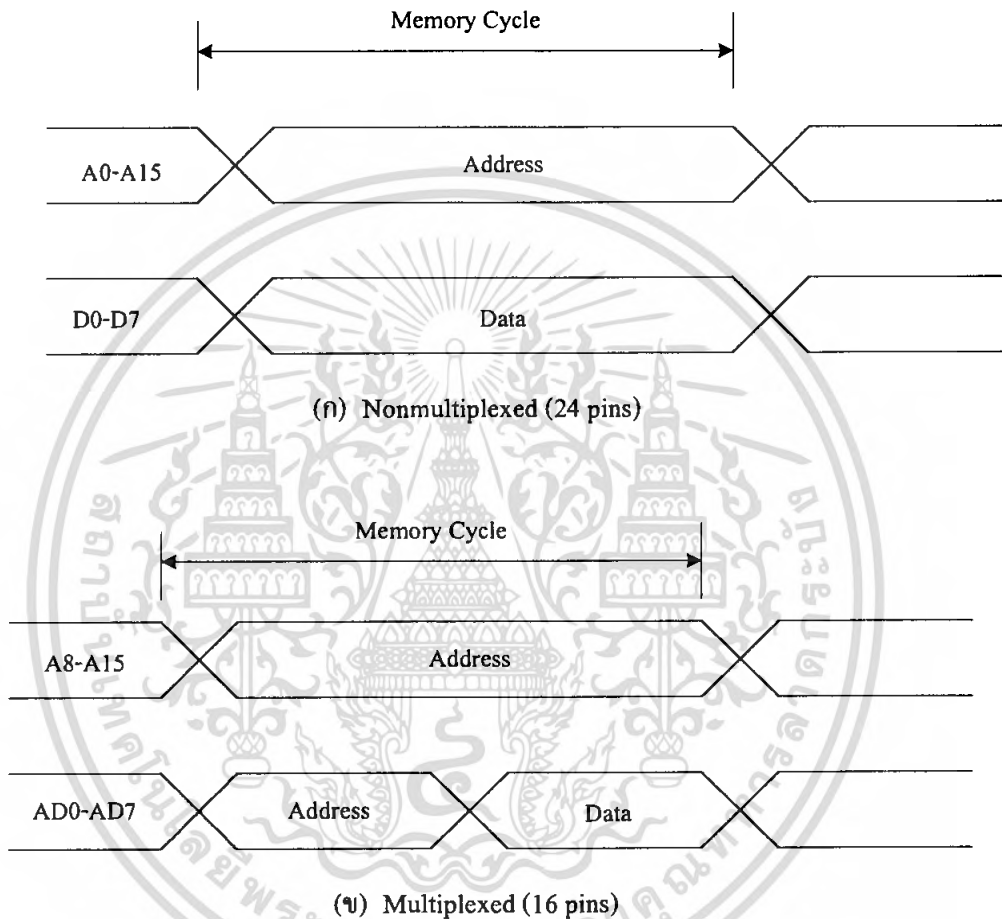 Memory Cycle
A0-A15
Address
D0-D7
Data
(ก) Nonmultiplexed (24 pins)
Memory Cycle
A8-A15
Address
AD0-AD7
Address
Data
(ข) Multiplexed (16 pins)